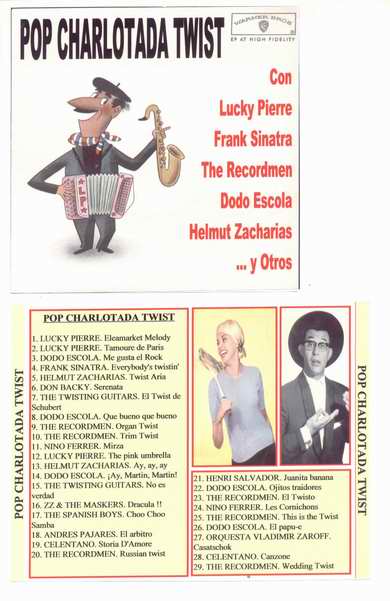 POP CHARLOTADA TWIST
WARNER BROS
EP AT HIGH FIDELITY
Con
Lucky Pierre
Frank Sinatra
The Recordmen
Dodo Escola
Helmut Zacharias
... y Otros
POP CHARLOTADA TWIST
POP CHARLOTADA TWIST
1. LUCKY PIERRE. Eleamarket Melody
2. LUCKY PIERRE. Tamoure de Paris
3. DODO ESCOLA. Me gusta el Rock
4. FRANK SINATRA. Everybody's twistin'
5. HELMUT ZACHARIAS. Twist Aria
6. DON BACKY. Serenata
7. THE TWISTING GUITARS. El Twist de
Schubert
8. DODO ESCOLA. Que bueno que bueno
9. THE RECORDMEN. Organ Twist
10. THE RECORDMEN. Trim Twist
11. NINO FERRER. Mirza
12. LUCKY PIERRE. The pink umbrella
13. HELMUT ZACHARIAS. Ay, ay, ay
14. DODO ESCOLA. ¡Ay, Martin, Martin!
15. THE TWISTING GUITARS. No es
verdad
16. ZZ & THE MASKERS. Dracula !!
17. THE SPANISH BOYS. Choo Choo
Samba
18. ANDRES PAJARES. El arbitro
19. CELENTANO. Storia D'Amore
20. THE RECORDMEN, Russian twist
21. HENRI SALVADOR. Juanita banana
22. DODO ESCOLA. Ojitos traidores
23. THE RECORDMEN. El Twisto
24. NINO FERRER. Les Cornichons
25. THE RECORDMEN. This is the Twist
26. DODO ESCOLA. El papu-e
27. ORQUESTA VLADIMIR ZAROFF.
Casatschok
28. CELENTANO. Canzone
29. THE RECORDMEN. Wedding Twist
POP CHARLOTADA TWIST